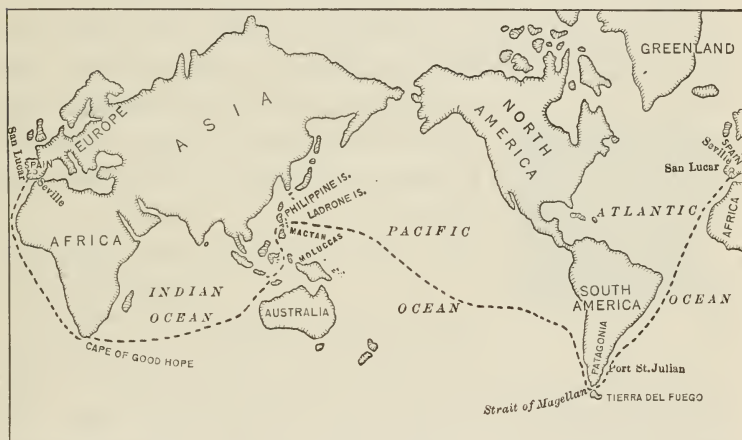 GREENLAND
NORTH
AMERICA
ASIA
EUROPE
San Lucar
SPAIN
Seville
SPAIN
Seville
San Lucar
PHILIPPINE IS.
LADRONE IS.
MACTAN
MOLUCCAS
PACIFIC
OCEAN
ATLANTIC
OCEAN
AFRICA
AFRICA
INDIAN
OCEAN
AUSTRALIA
SOUTH
AMERICA
PATAGONIA
CAPE OF GOOD HOPE
Port St. Julian
Strait of Magellan
TIERRA DEL FUEGO